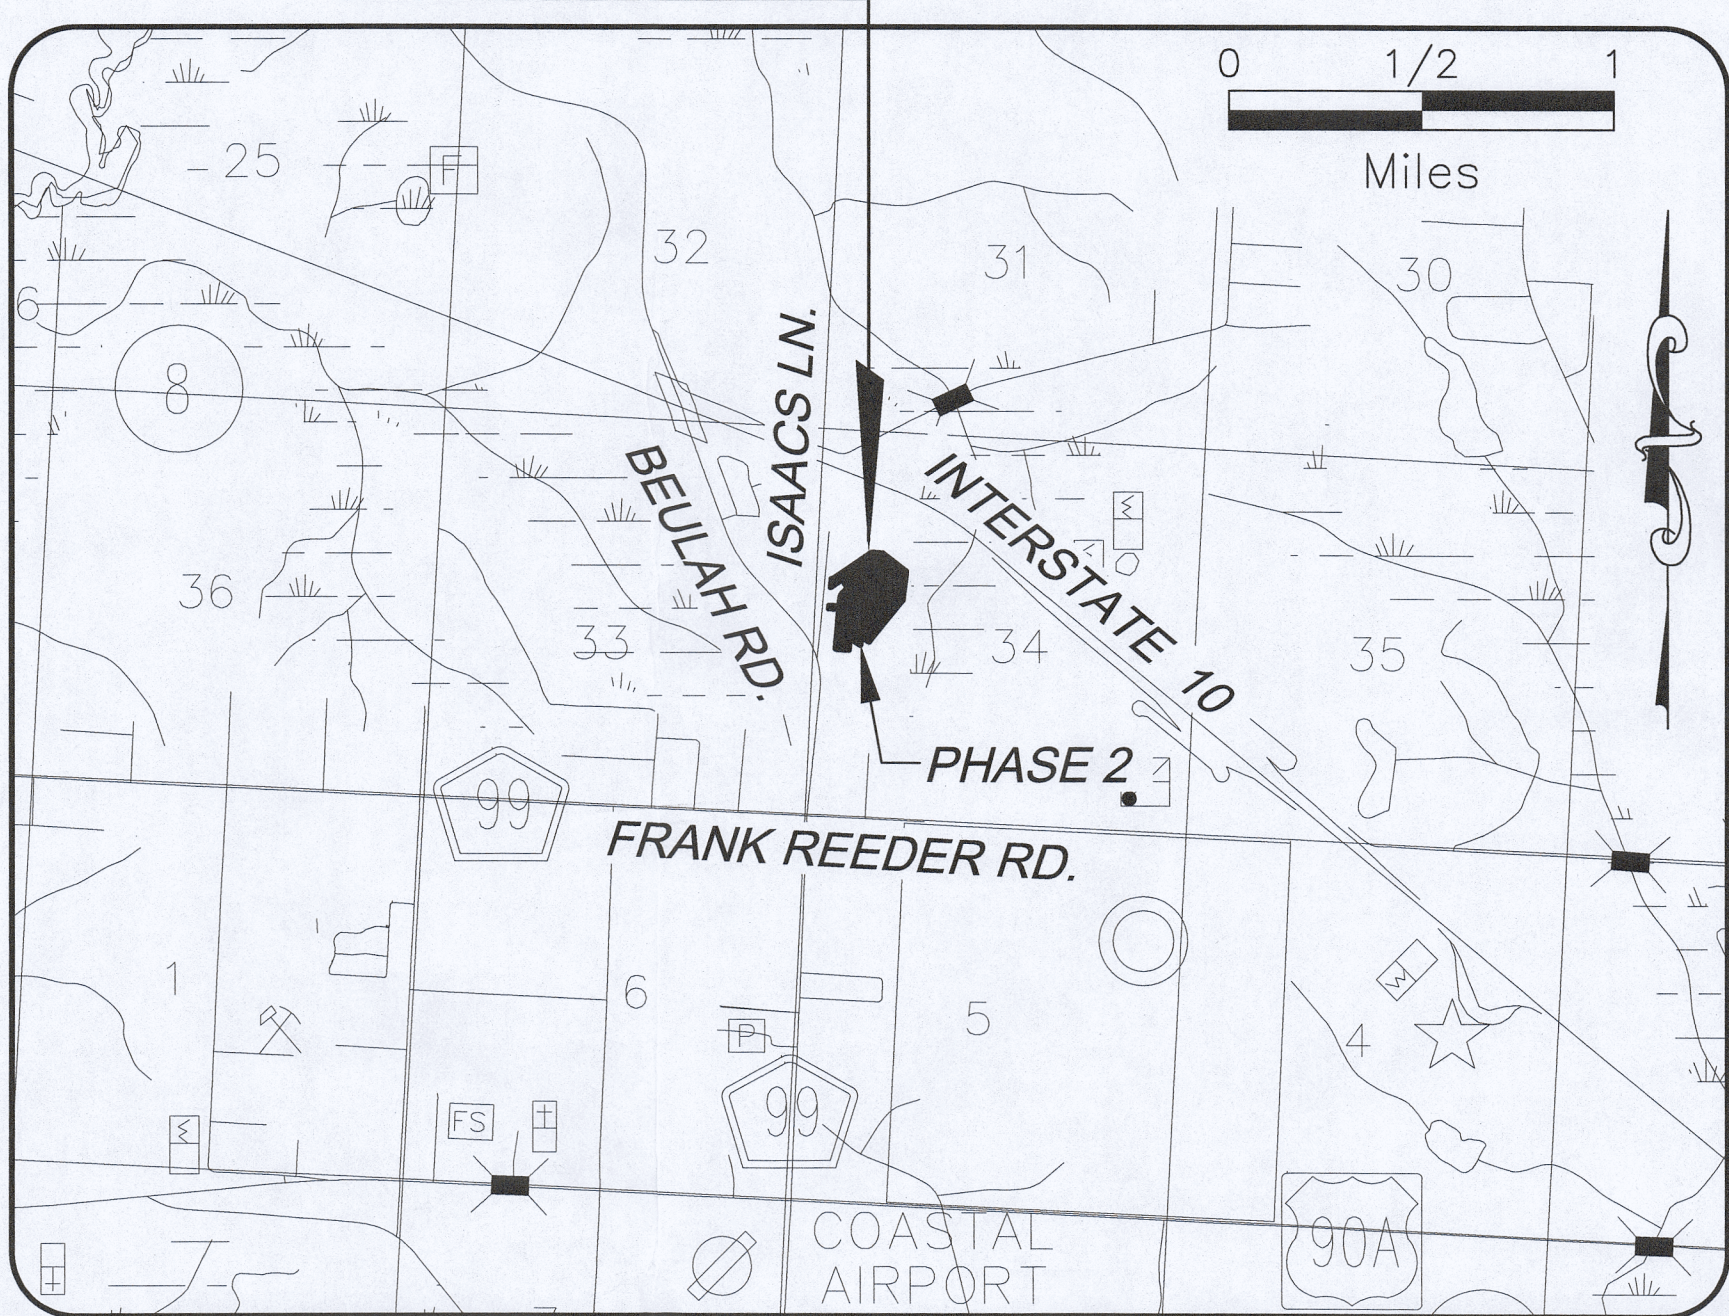 0 1/2 1
Miles
25
F
32
31
30
6
8
ISAACS LN.
BEULAH RD.
INTERSTATE 10
36
33
34
35
PHASE 2
99
FRANK REEDER RD.
1
6
5
4
P
99
FS
COASTAL
AIRPORT
90A